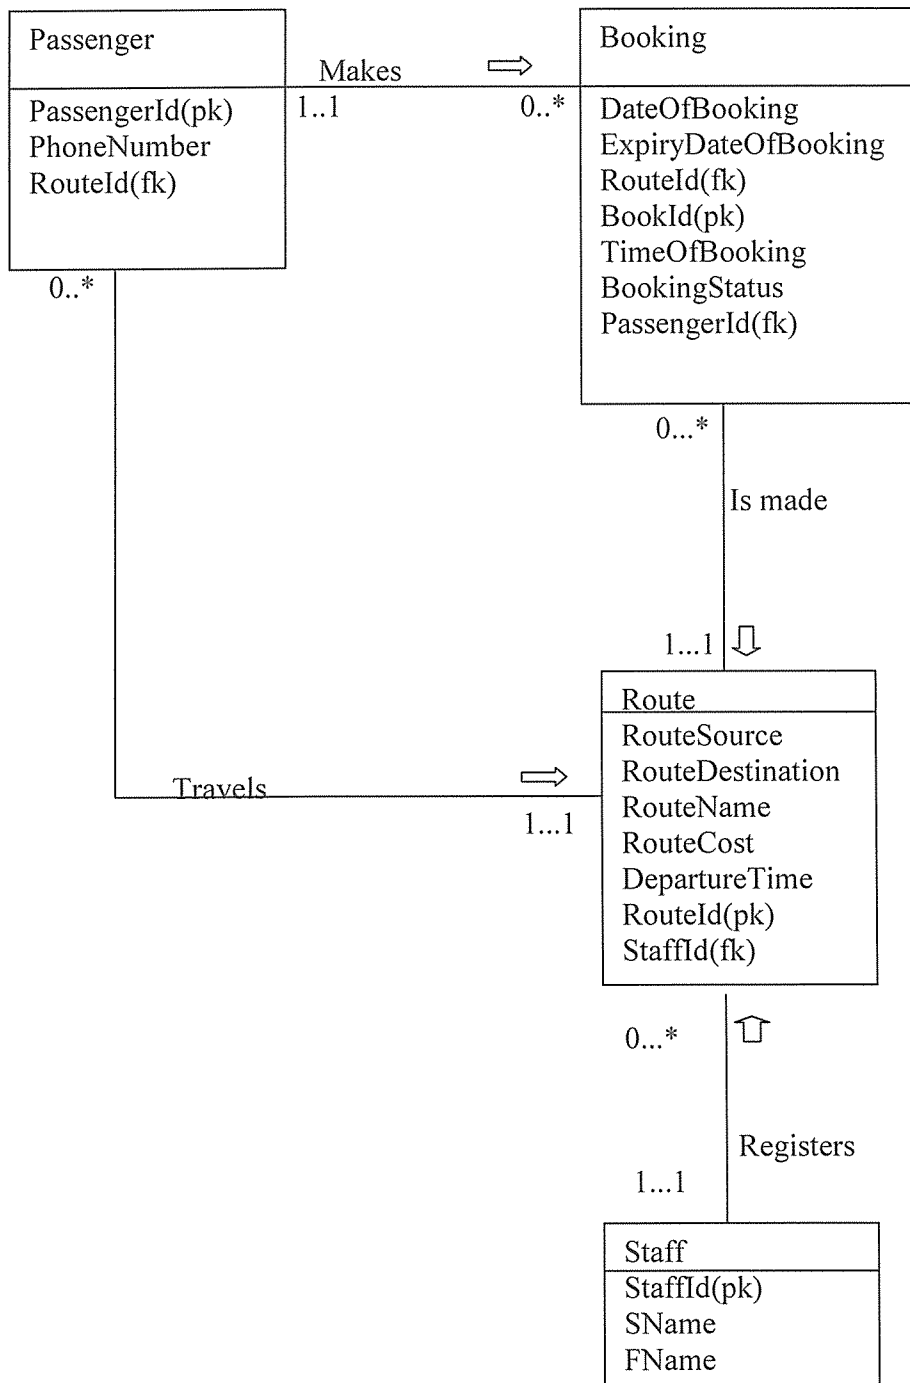 Passenger
PassengerId(pk)
PhoneNumber
RouteId(fk)
Makes
1..1
0..*
Booking
DateOfBooking
ExpiryDateOfBooking
RouteId(fk)
BookId(pk)
TimeOfBooking
BookingStatus
PassengerId(fk)
0..*
0...*
Is made
1...1
Travels
1...1
Route
RouteSource
RouteDestination
RouteName
RouteCost
DepartureTime
RouteId(pk)
StaffId(fk)
0...*
Registers
1...1
Staff
StaffId(pk)
SName
FName